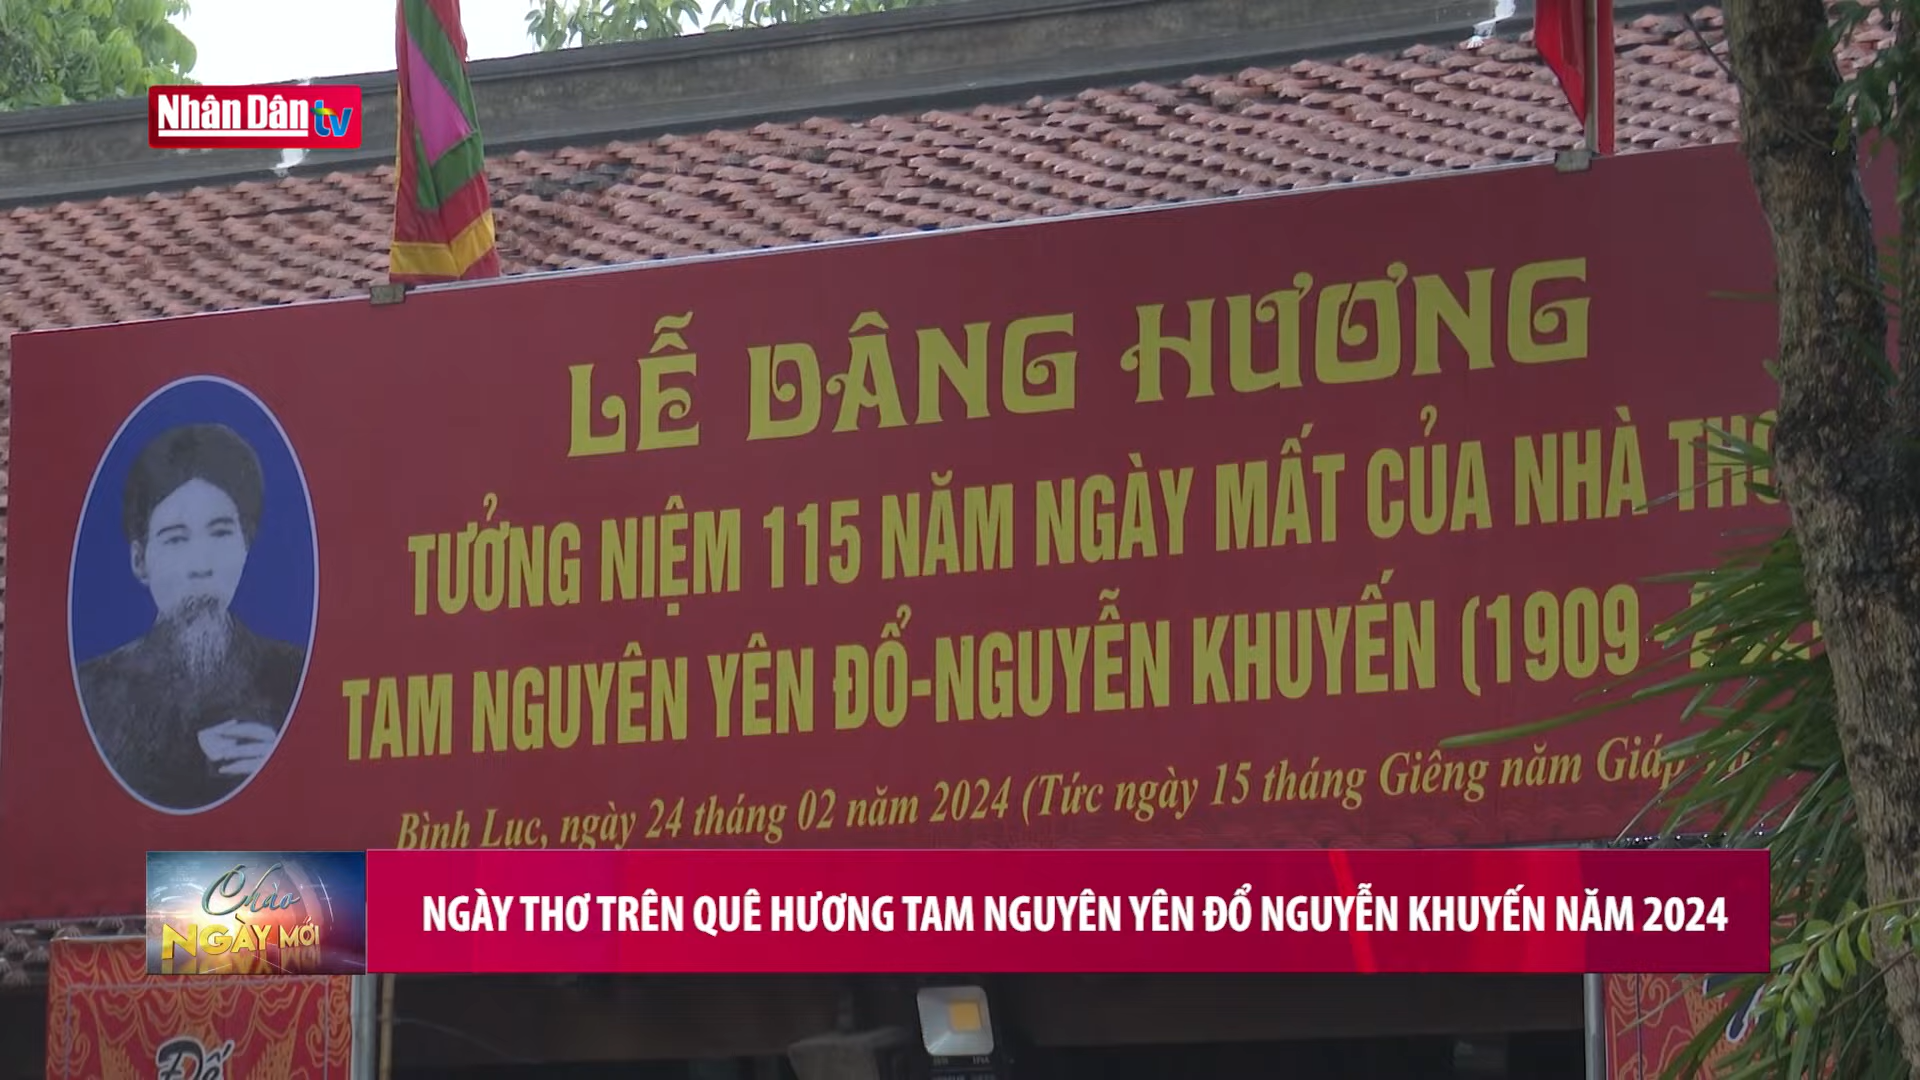 Nhân Dân tv
LỄ DÂNG HƯƠNG
TƯỞNG NIỆM 115 NĂM NGÀY MẤT CỦA NHÀ
TAM NGUYÊN YÊN ĐỔ-NGUYỄN KHUYẾN (1909 -
Bình Lục, ngày 24 tháng 02 năm 2024 (Tức ngày 15 tháng Giêng năm Giáp
Chào
NGÀY MỚI
NGÀY THƠ TRÊN QUÊ HƯƠNG TAM NGUYÊN YÊN ĐỔ NGUYỄN KHUYẾN NĂM 2024